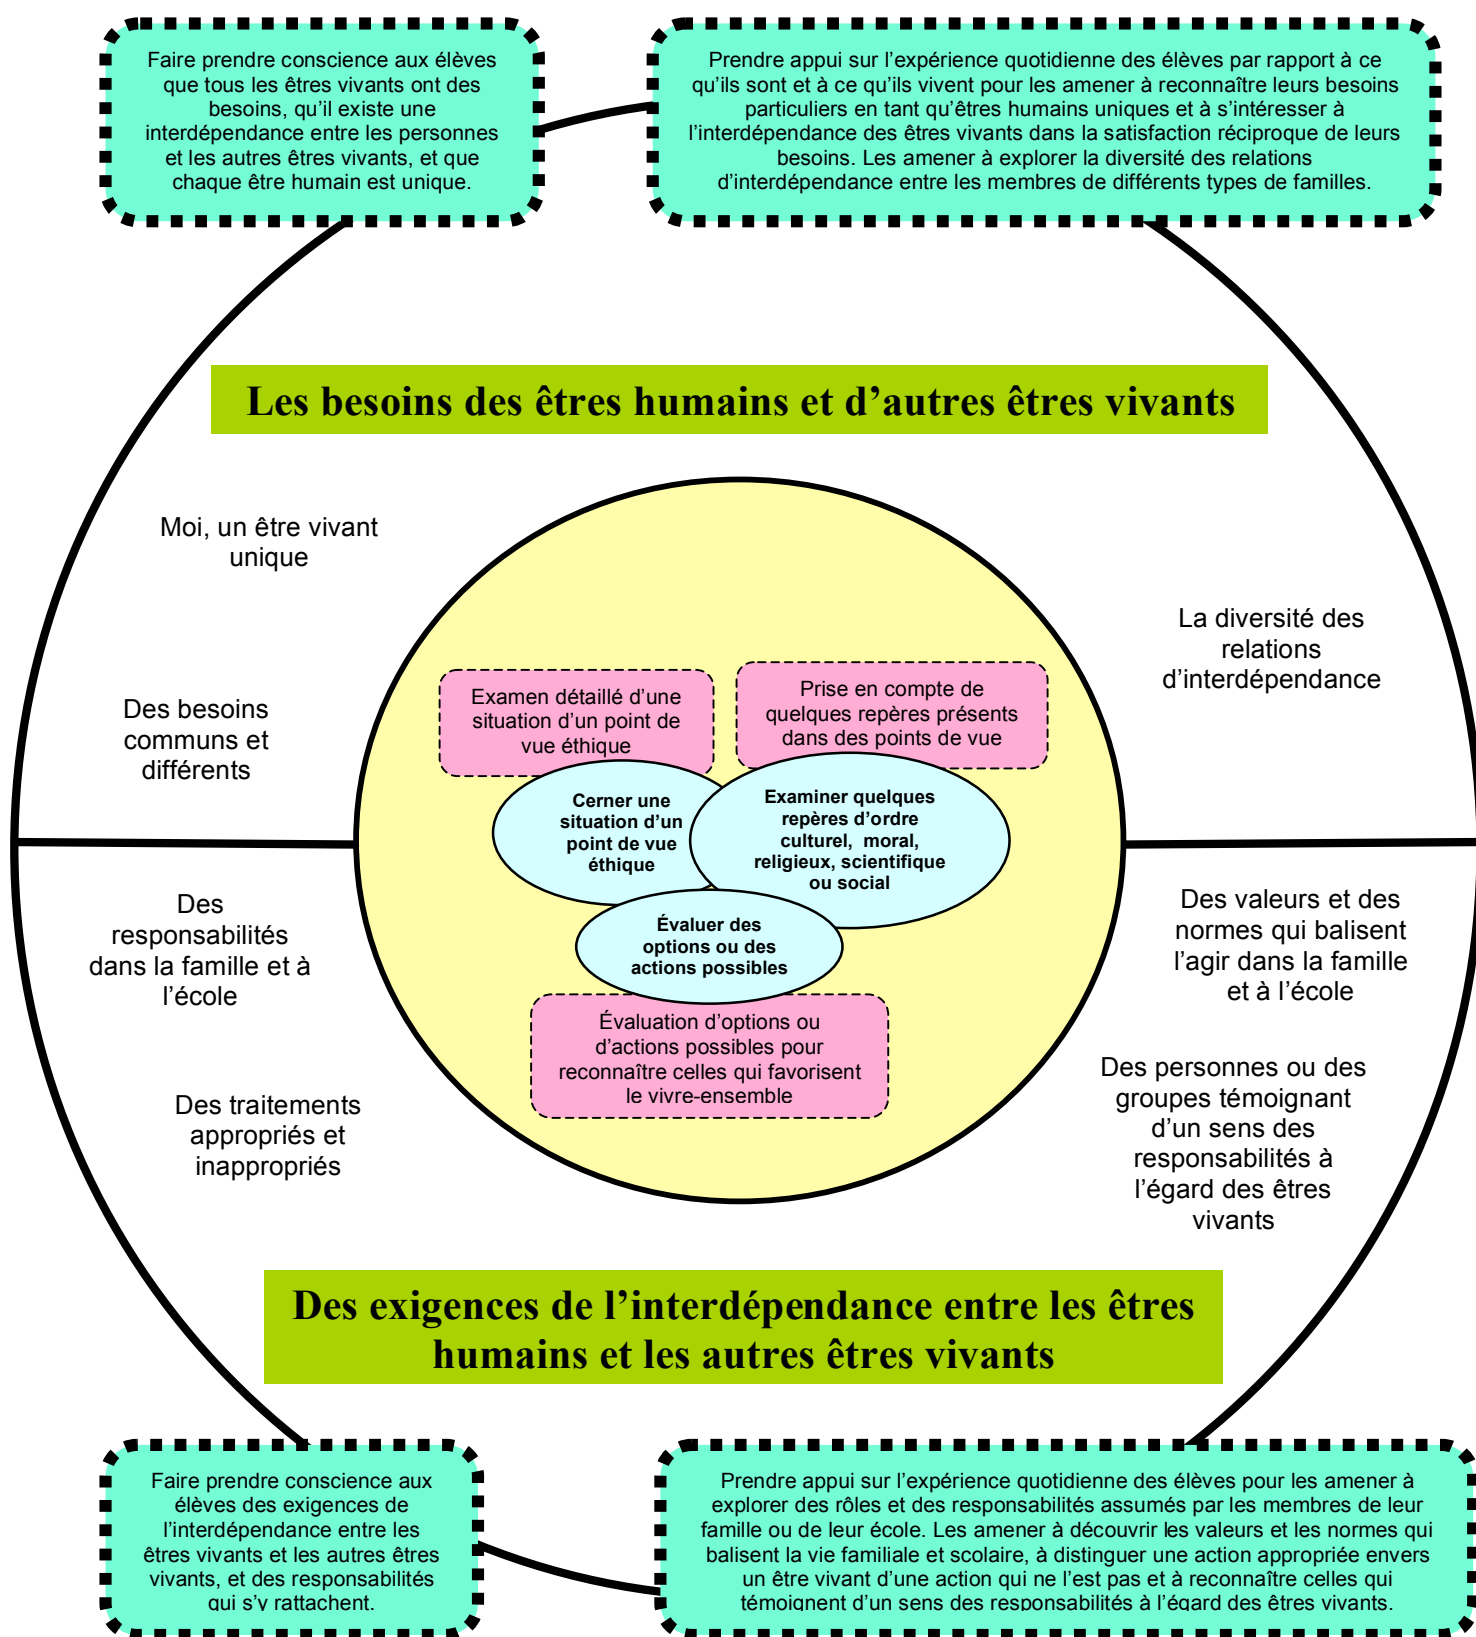 Faire prendre conscience aux élèves
que tous les êtres vivants ont des
besoins, qu’il existe une
interdépendance entre les personnes
et les autres êtres vivants, et que
chaque être humain est unique.
Prendre appui sur l’expérience quotidienne des élèves par rapport à ce
qu’ils sont et à ce qu’ils vivent pour les amener à reconnaître leurs besoins
particuliers en tant qu’êtres humains uniques et à s’intéresser à
l’interdépendance des êtres vivants dans la satisfaction réciproque de leurs
besoins. Les amener à explorer la diversité des relations
d’interdépendance entre les membres de différents types de familles.
Les besoins des êtres humains et d’autres êtres vivants
Moi, un être vivant
unique
Des besoins
communs et
différents
La diversité des
relations
d’interdépendance
Examen détaillé d’une
situation d’un point de
vue éthique
Prise en compte de
quelques repères présents
dans des points de vue
Cerner une
situation d’un
point de vue
éthique
Examiner quelques
repères d’ordre
culturel, moral,
religieux, scientifique
ou social
Évaluer des
options ou des
actions possibles
Évaluation d’options ou
d’actions possibles pour
reconnaître celles qui favorisent
le vivre-ensemble
Des
responsabilités
dans la famille et à
l’école
Des traitements
appropriés et
inappropriés
Des valeurs et des
normes qui balisent
l’agir dans la famille
et à l’école
Des personnes ou des
groupes témoignant
d’un sens des
responsabilités à
l’égard des êtres
vivants
Des exigences de l’interdépendance entre les êtres
humains et les autres êtres vivants
Faire prendre conscience aux
élèves des exigences de
l’interdépendance entre les
êtres vivants et les autres êtres
vivants, et des responsabilités
qui s’y rattachent.
Prendre appui sur l’expérience quotidienne des élèves pour les amener à
explorer des rôles et des responsabilités assumés par les membres de leur
famille ou de leur école. Les amener à découvrir les valeurs et les normes qui
balisent la vie familiale et scolaire, à distinguer une action appropriée envers
un être vivant d’une action qui ne l’est pas et à reconnaître celles qui
témoignent d’un sens des responsabilités à l’égard des êtres vivants.